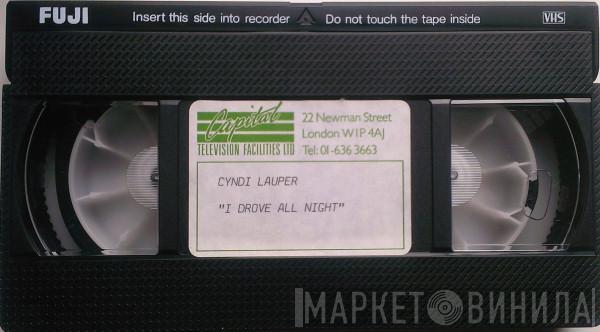 FUJI
Insert this side into recorder
Do not touch the tape inside
VHS
Capital
TELEVISION FACILITIES LTD
22 Newman Street
London W1P 4AJ
Tel: 01-636 3663
CYNDI LAUPER
"I DROVE ALL NIGHT"
МАРКЕТ ВИНИЛА